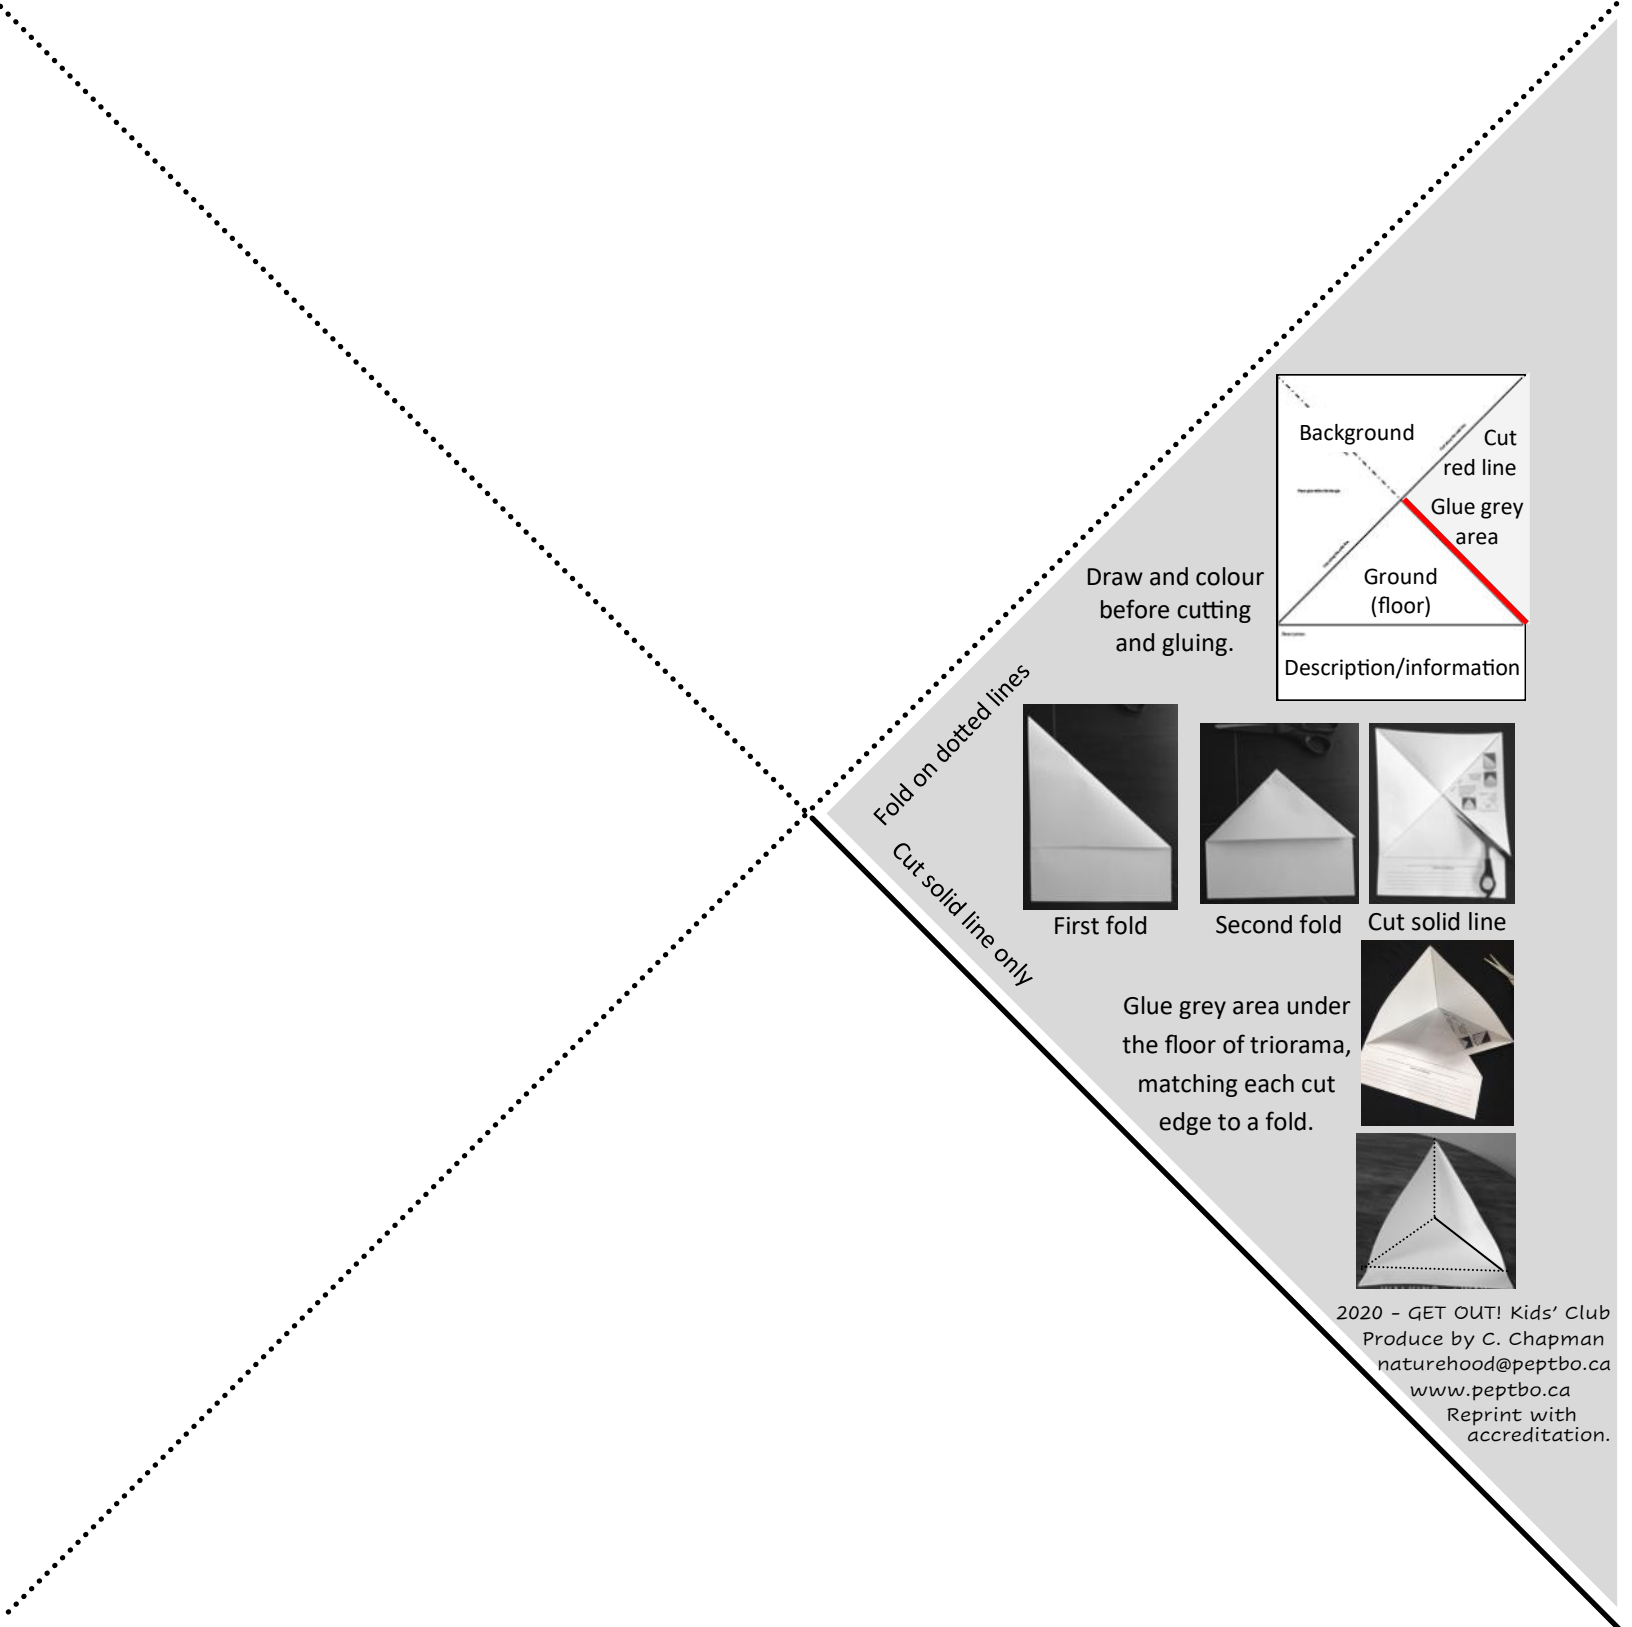 Background
Cut
red line
Glue grey
area
Ground
(floor)
Description/information
Draw and colour
before cutting
and gluing.
Fold on dotted lines
Cut solid line only
First fold
Second fold
Cut solid line
Glue grey area under
the floor of triorama,
matching each cut
edge to a fold.
2020 - GET OUT! Kids' Club
Produce by C. Chapman
naturehood@peptbo.ca
www.peptbo.ca
Reprint with
accreditation.